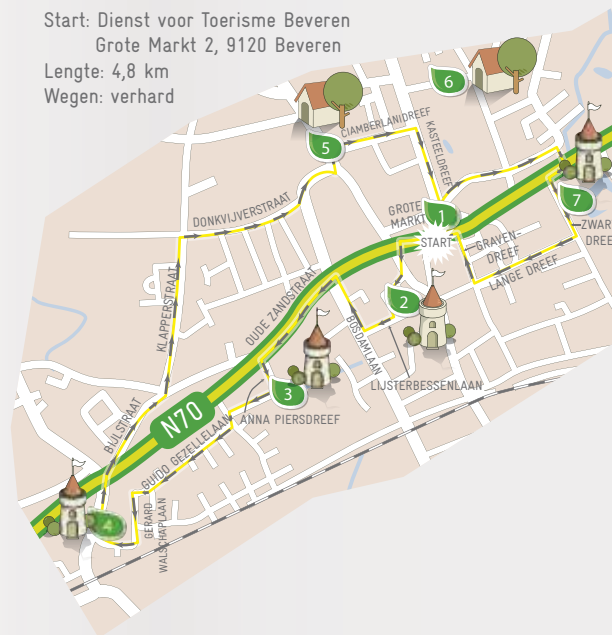 Start: Dienst voor Toerisme Beveren
Grote Markt 2, 9120 Beveren
Lengte: 4,8 km
Wegen: verhard
6
CIAMBERLANIDREEF
5
KASTEELDREEF
7
DONKVIJVERSTRAAT
GROTE
MARKT
1
START
ZWAR
DREE
GRAVEN-
DREEF
LANGE DREEF
KLAPPERSTRAAT
OUDE ZANDSTRAAT
2
BOSDAMLAAN
LIJSTERBESSENLAAN
3
ANNA PIERSDREEF
N70
BIJLSTRAAT
GUIDO GEZELLELAAN
4
GERARD
WALSCHAPLAAN